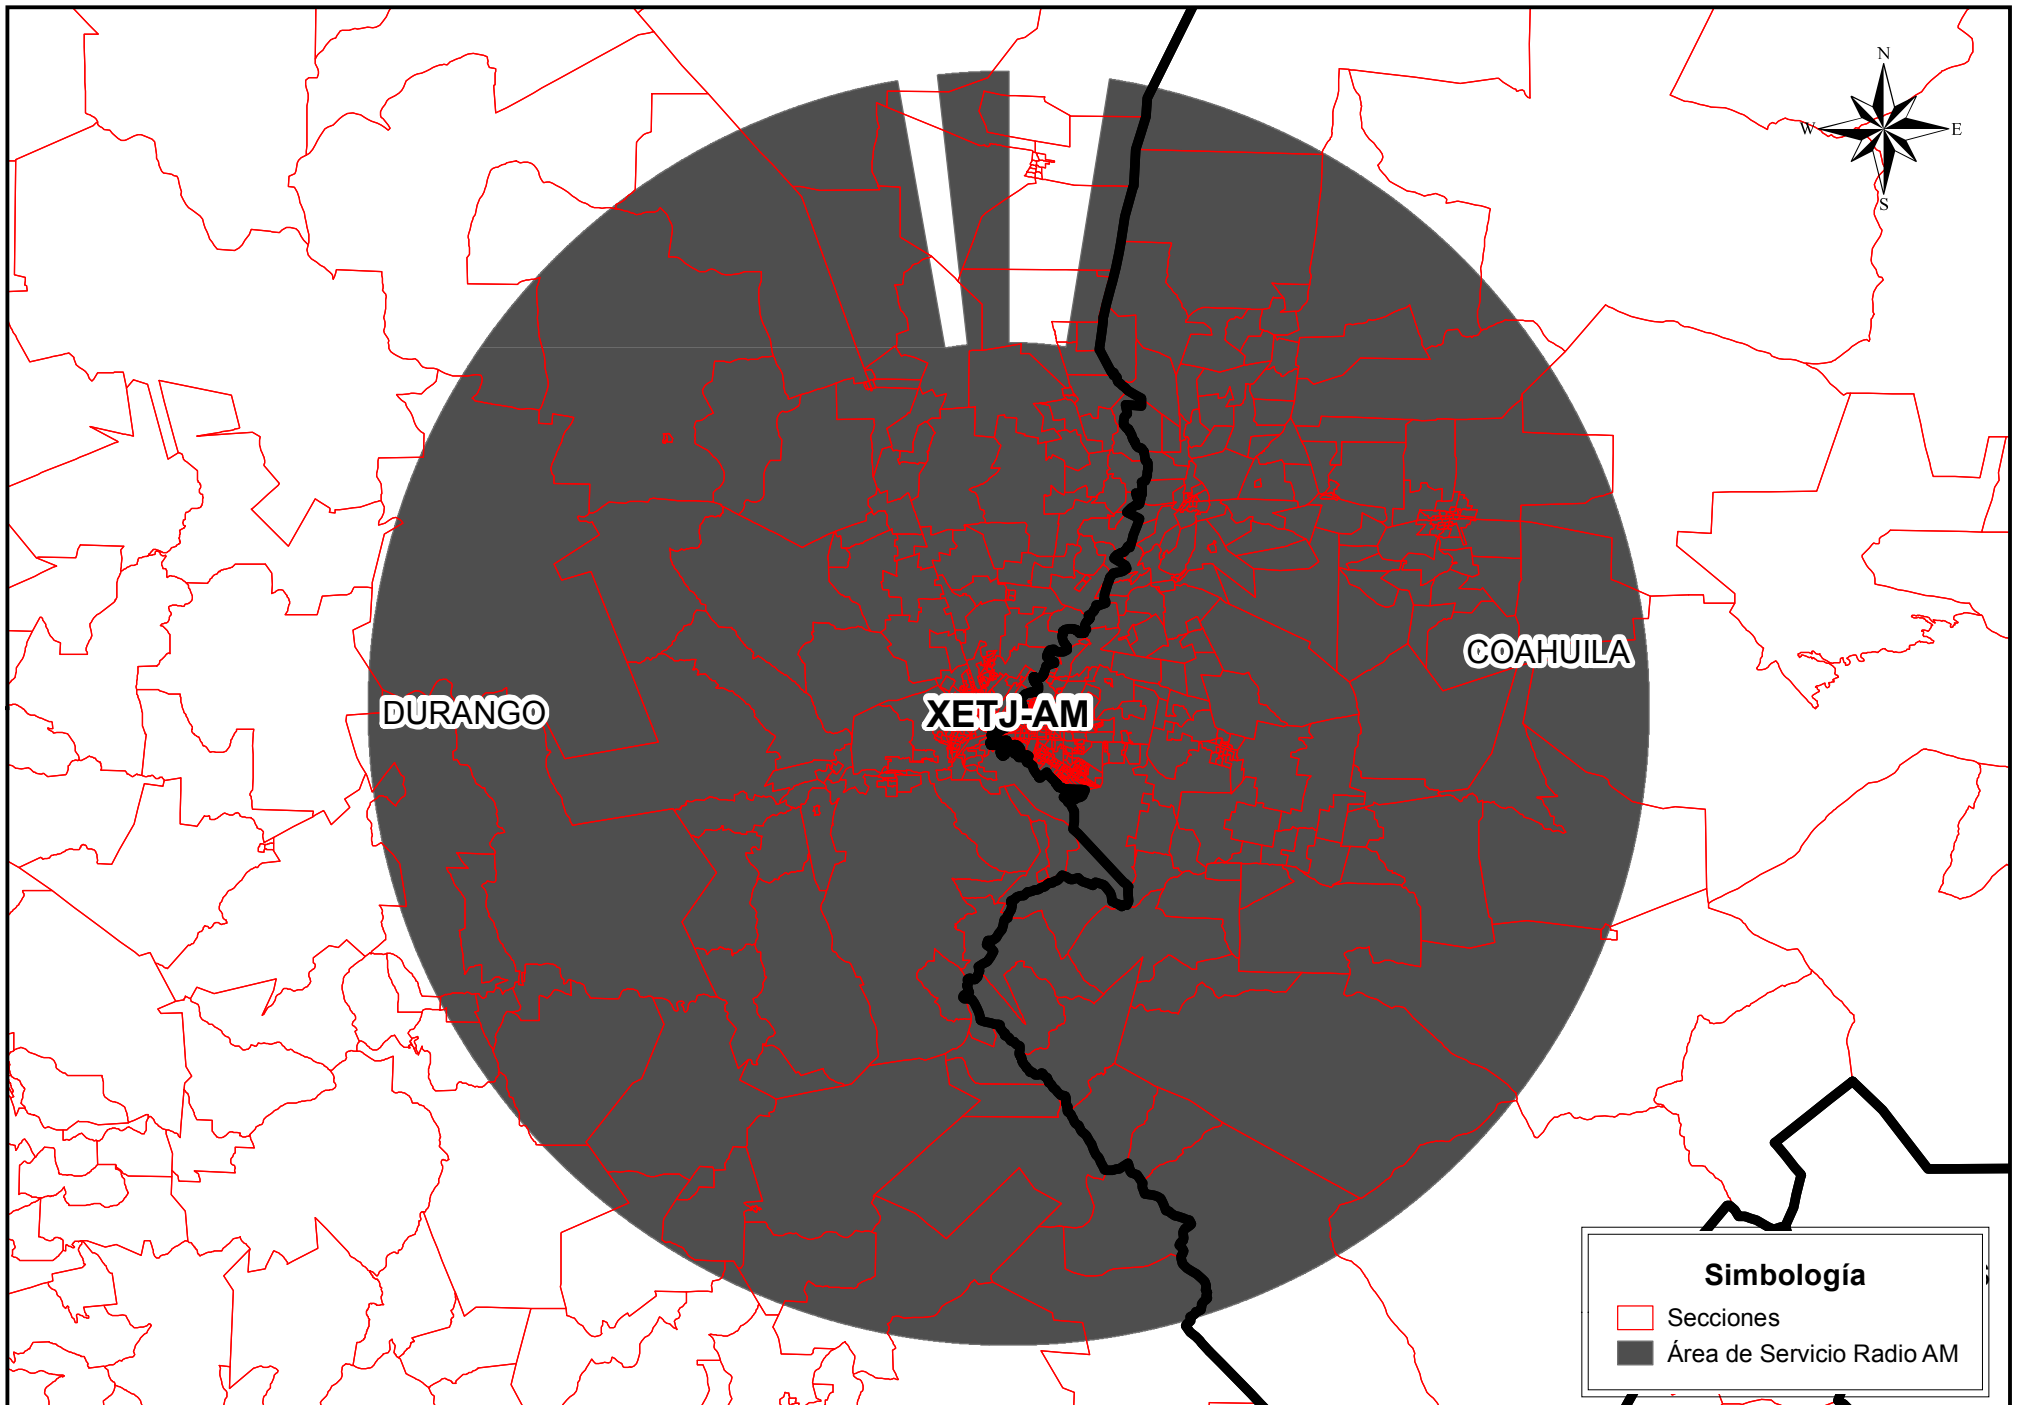 N
W E
S
COAHUILA
DURANGO
XETJ-AM
Simbología
Secciones
Área de Servicio Radio AM